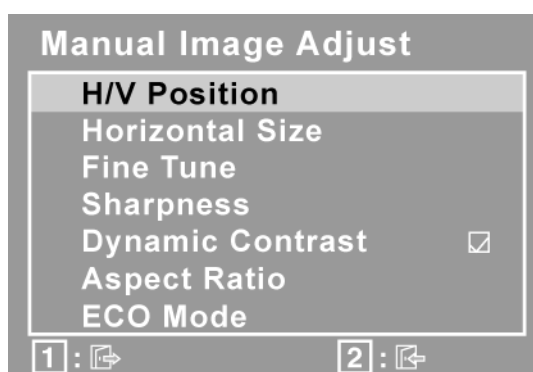 Manual Image Adjust
H/V Position
Horizontal Size
Fine Tune
Sharpness
Dynamic Contrast
Aspect Ratio
ECO Mode
1 : 2 :